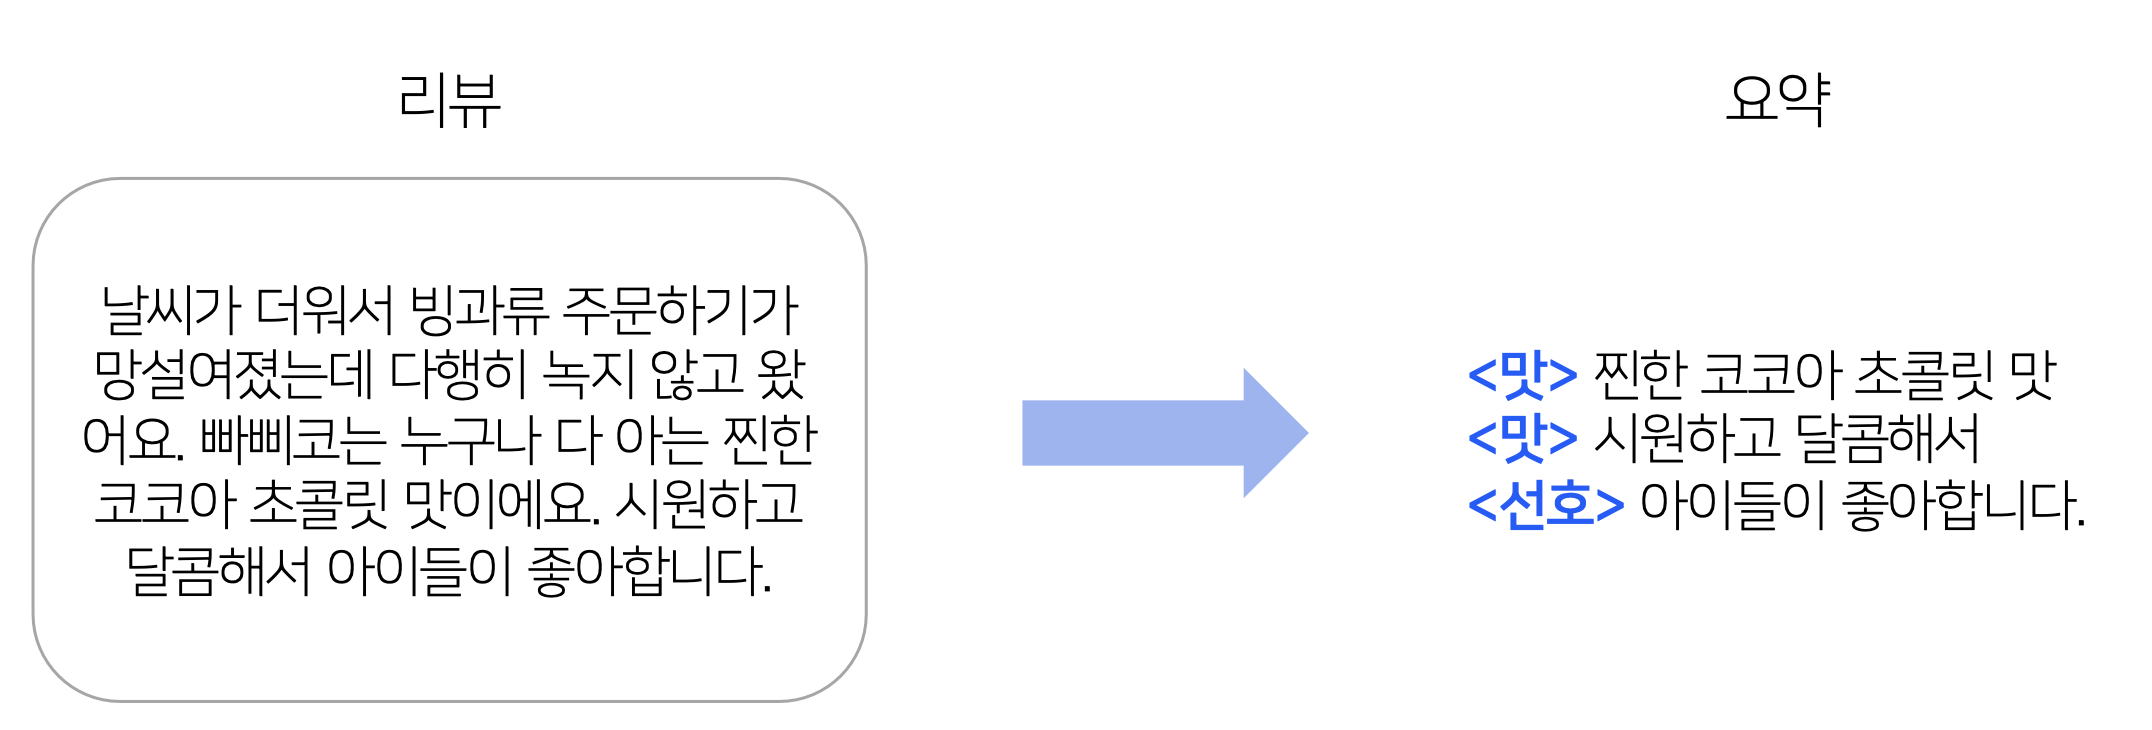 리뷰
날씨가 더워서 빙과류 주문하기가
망설여졌는데 다행히 녹지 않고 왔
어요. 빠삐코는 누구나 다 아는 찐한
코코아 초콜릿 맛이에요. 시원하고
달콤해서 아이들이 좋아합니다.
요약
<맛> 찐한 코코아 초콜릿 맛
<맛> 시원하고 달콤해서
<선호> 아이들이 좋아합니다.